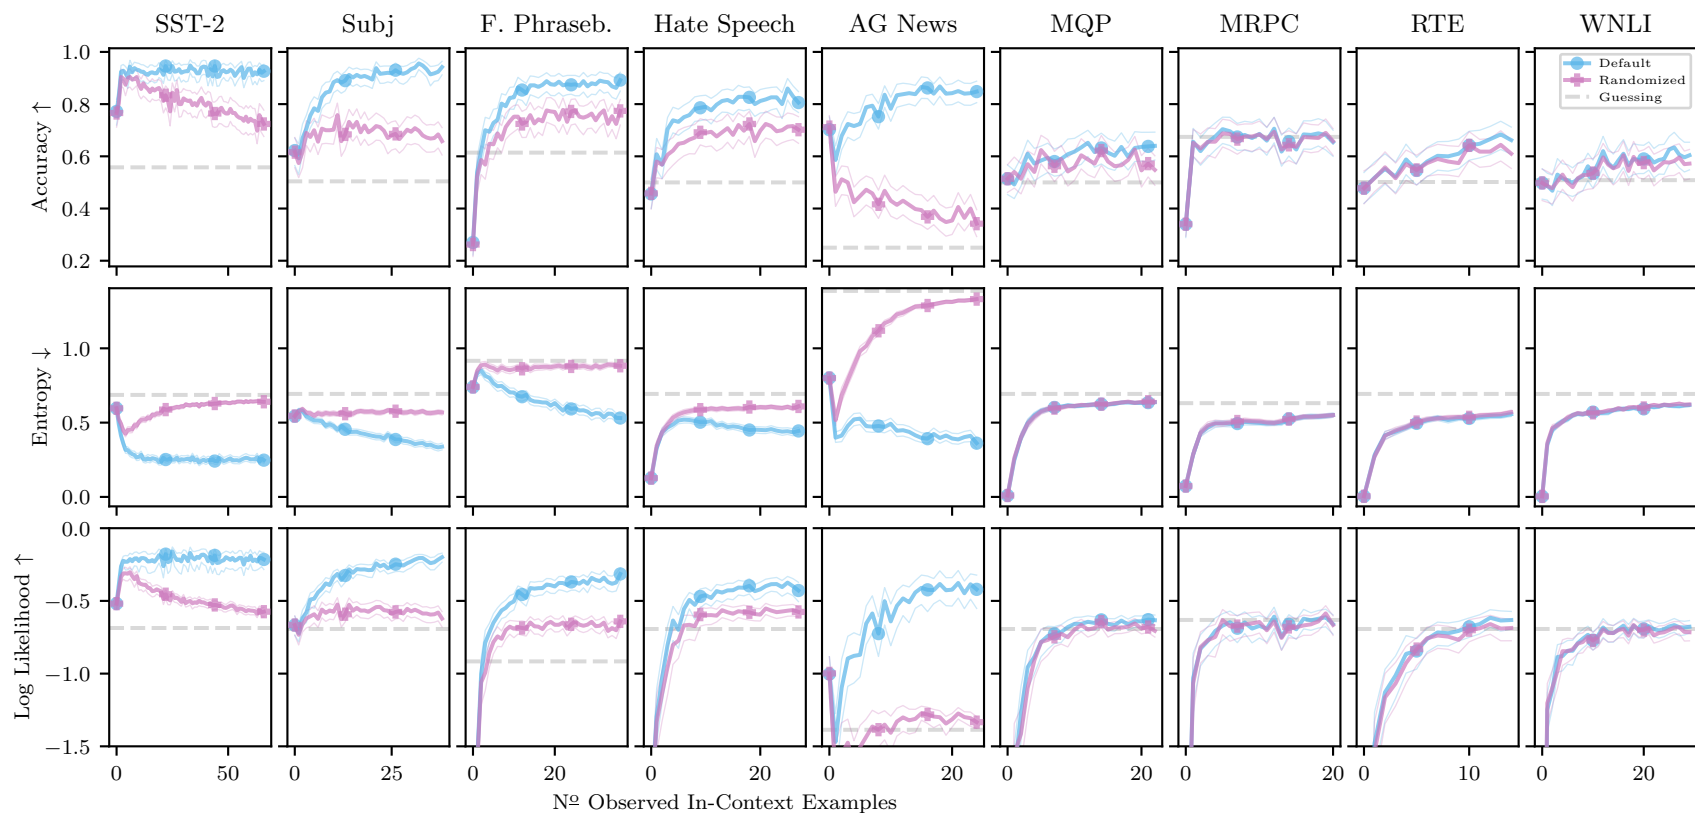 SST-2 Subj F. Phraseb. Hate Speech AG News MQP MRPC RTE WNLI
Accuracy ↑
1.0
0.8
0.6
0.4
0.2
Default
Randomized
Guessing
Entropy ↓
1.0
0.5
0.0
Log Likelihood ↑
0.0
−0.5
−1.0
−1.5
0 50 0 25 0 20 0 20 0 20 0 20 0 20 0 10 0 20
Nº Observed In-Context Examples